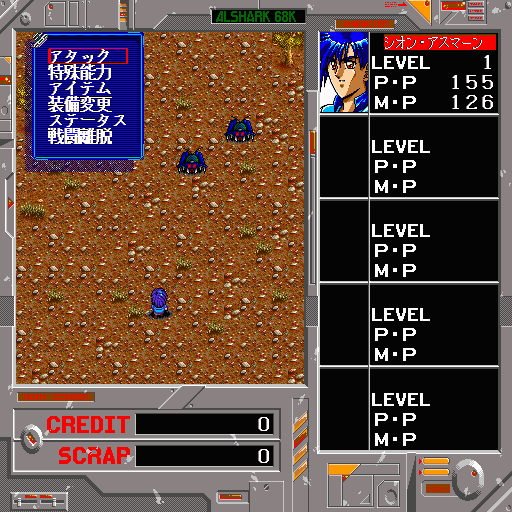 ALSHARK 68K
アタック
特殊能力
アイテム
装備変更
ステータス
戦闘離脱
シオン・アスマーン
LEVEL 1
P・P 155
M・P 126
LEVEL
P・P
M・P
LEVEL
P・P
M・P
LEVEL
P・P
M・P
LEVEL
P・P
M・P
CREDIT 0
SCRAP 0